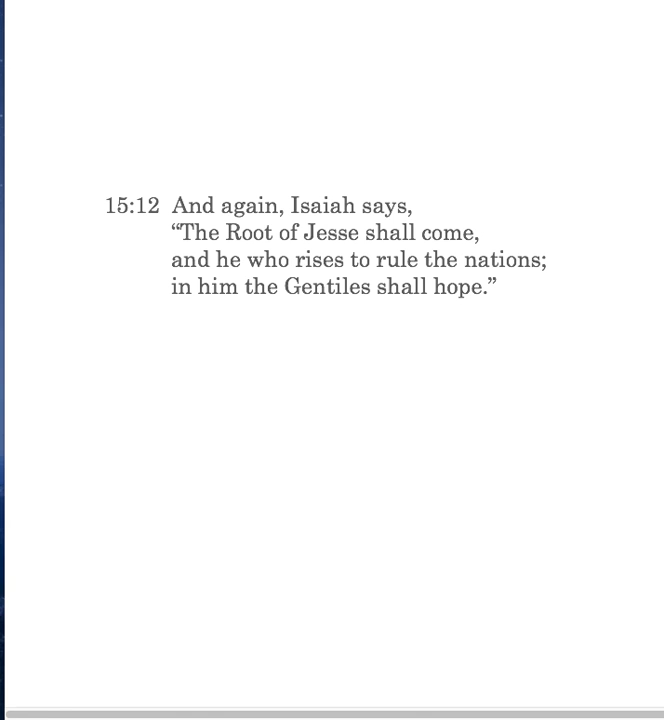 15:12 And again, Isaiah says,
“The Root of Jesse shall come,
and he who rises to rule the nations;
in him the Gentiles shall hope.”